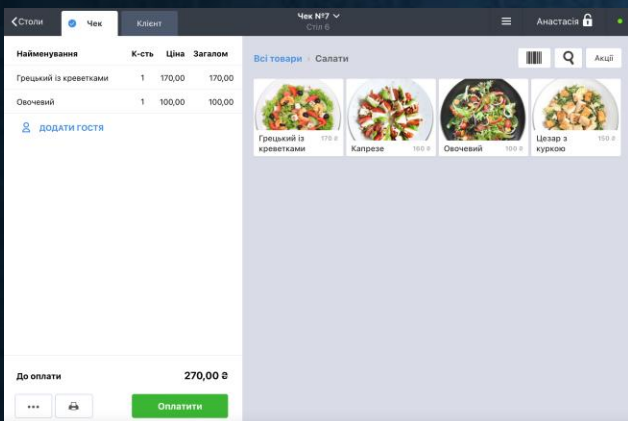 Столи
Чек
Клієнт
Чек №7
Стіл 6
Анастасія
Найменування К-сть Ціна Загалом
Грецький із креветками 1 170,00 170,00
Овочевий 1 100,00 100,00
ДОДАТИ ГОСТЯ
До оплати 270,00 ₴
Оплатити
Всі товари › Салати
Акції
Грецький із креветками 170 ₴
Капрезе 160 ₴
Овочевий 100 ₴
Цезар з куркою 150 ₴